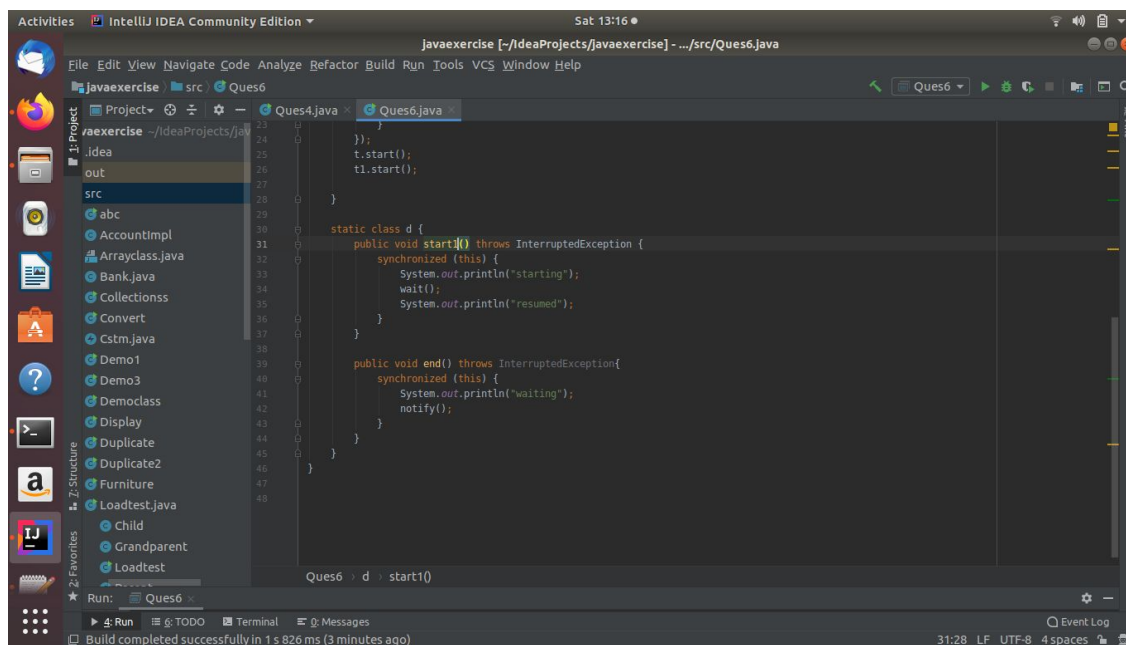 Activities IntelliJ IDEA Community Edition Sat 13:16
javaexercise [~/IdeaProjects/javaexercise] - .../src/Ques6.java
File Edit View Navigate Code Analyze Refactor Build Run Tools VCS Window Help
javaexercise src Ques6 Ques6
1: Project
Project Ques4.java Ques6.java
vaexercise ~/IdeaProjects/jav
.idea
out
src
abc
AccountImpl
Arrayclass.java
Bank.java
Collectionss
Convert
Cstm.java
Demo1
Demo3
Democlass
Display
Duplicate
Duplicate2
Furniture
Loadtest.java
Child
Grandparent
Loadtest
Z: Structure
2: Favorites
23 }
24 });
25 t.start();
26 t1.start();
27
28 }
29
30 static class d {
31 public void start1() throws InterruptedException {
32 synchronized (this) {
33 System.out.println("starting");
34 wait();
35 System.out.println("resumed");
36 }
37 }
38
39 public void end() throws InterruptedException{
40 synchronized (this) {
41 System.out.println("waiting");
42 notify();
43 }
44 }
45 }
46 }
47
48
Ques6 d start1()
Run: Ques6
4: Run 6: TODO Terminal 0: Messages Event Log
Build completed successfully in 1 s 826 ms (3 minutes ago) 31:28 LF UTF-8 4 spaces